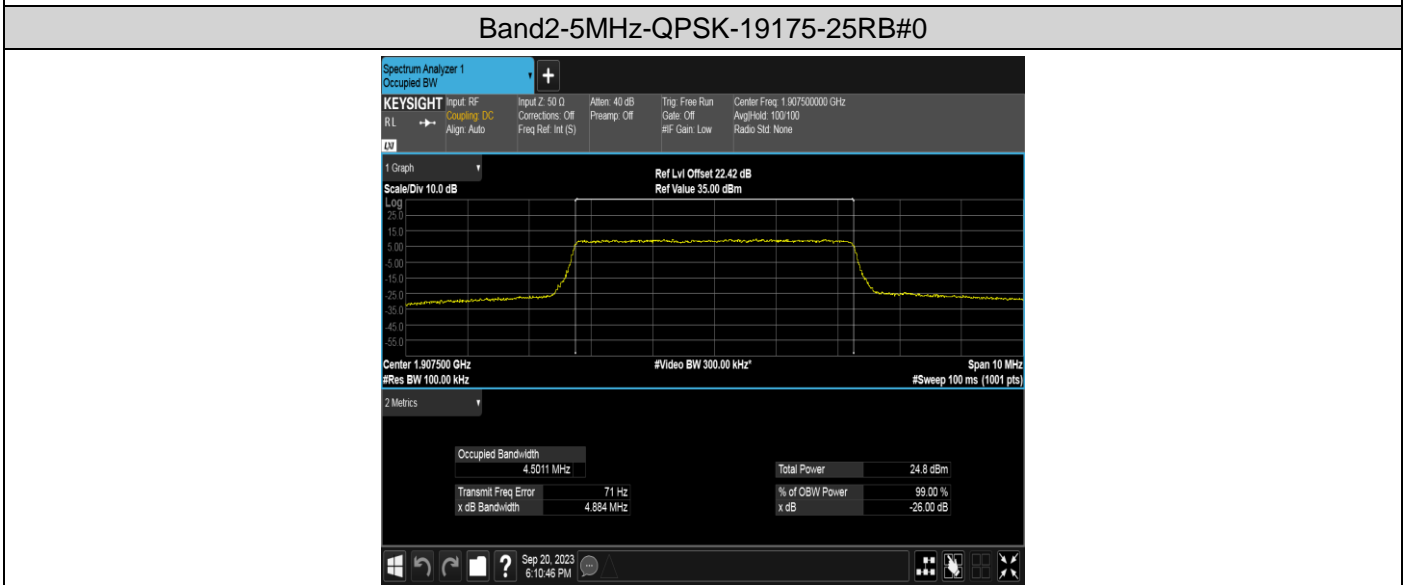 Band2-5MHz-QPSK-19175-25RB#0
Spectrum Analyzer 1
Occupied BW
+
KEYSIGHT
RL
LXI
Input: RF
Coupling: DC
Align: Auto
Input Z: 50 Ω
Corrections: Off
Freq Ref: Int (S)
Atten: 40 dB
Preamp: Off
Trig: Free Run
Gate: Off
#IF Gain: Low
Center Freq: 1.907500000 GHz
Avg|Hold: 100/100
Radio Std: None
1 Graph
Scale/Div 10.0 dB
Ref Lvl Offset 22.42 dB
Ref Value 35.00 dBm
Log
25.0
15.0
5.00
-5.00
-15.0
-25.0
-35.0
-45.0
-55.0
Center 1.907500 GHz
#Res BW 100.00 kHz
#Video BW 300.00 kHz*
Span 10 MHz
#Sweep 100 ms (1001 pts)
2 Metrics
Occupied Bandwidth
4.5011 MHz
Transmit Freq Error 71 Hz
x dB Bandwidth 4.884 MHz
Total Power 24.8 dBm
% of OBW Power 99.00 %
x dB -26.00 dB
?
Sep 20, 2023
6:10:46 PM